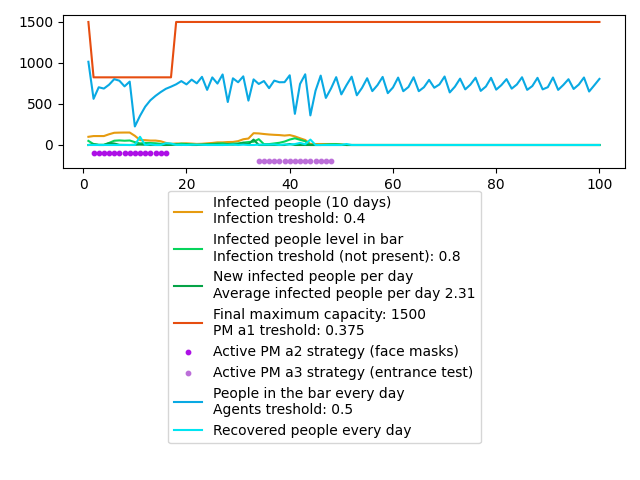 1500
1000
500
0
0
20
40
60
80
100
Infected people (10 days)
Infection treshold: 0.4
Infected people level in bar
Infection treshold (not present): 0.8
New infected people per day
Average infected people per day 2.31
Final maximum capacity: 1500
PM a1 treshold: 0.375
Active PM a2 strategy (face masks)
Active PM a3 strategy (entrance test)
People in the bar every day
Agents treshold: 0.5
Recovered people every day